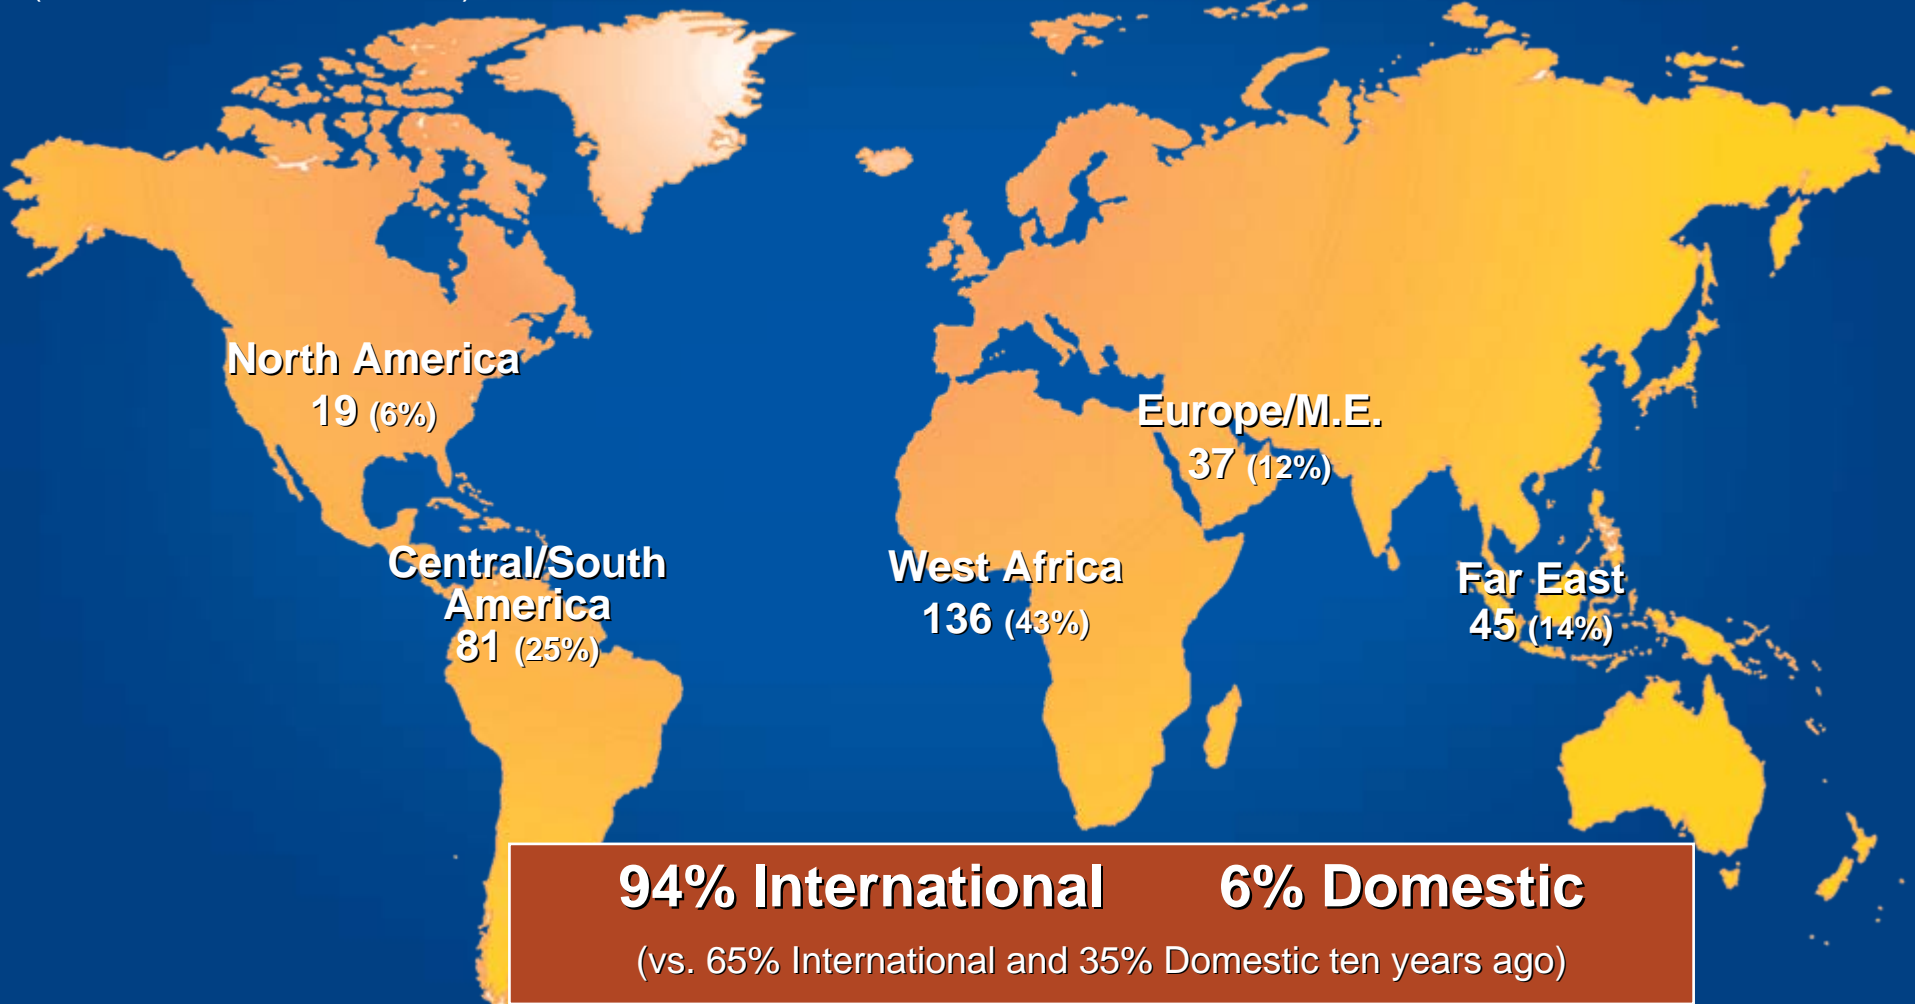 North America
19 (6%)
Europe/M.E.
37 (12%)
Central/South
America
81 (25%)
West Africa
136 (43%)
Far East
45 (14%)
94% International 6% Domestic
(vs. 65% International and 35% Domestic ten years ago)